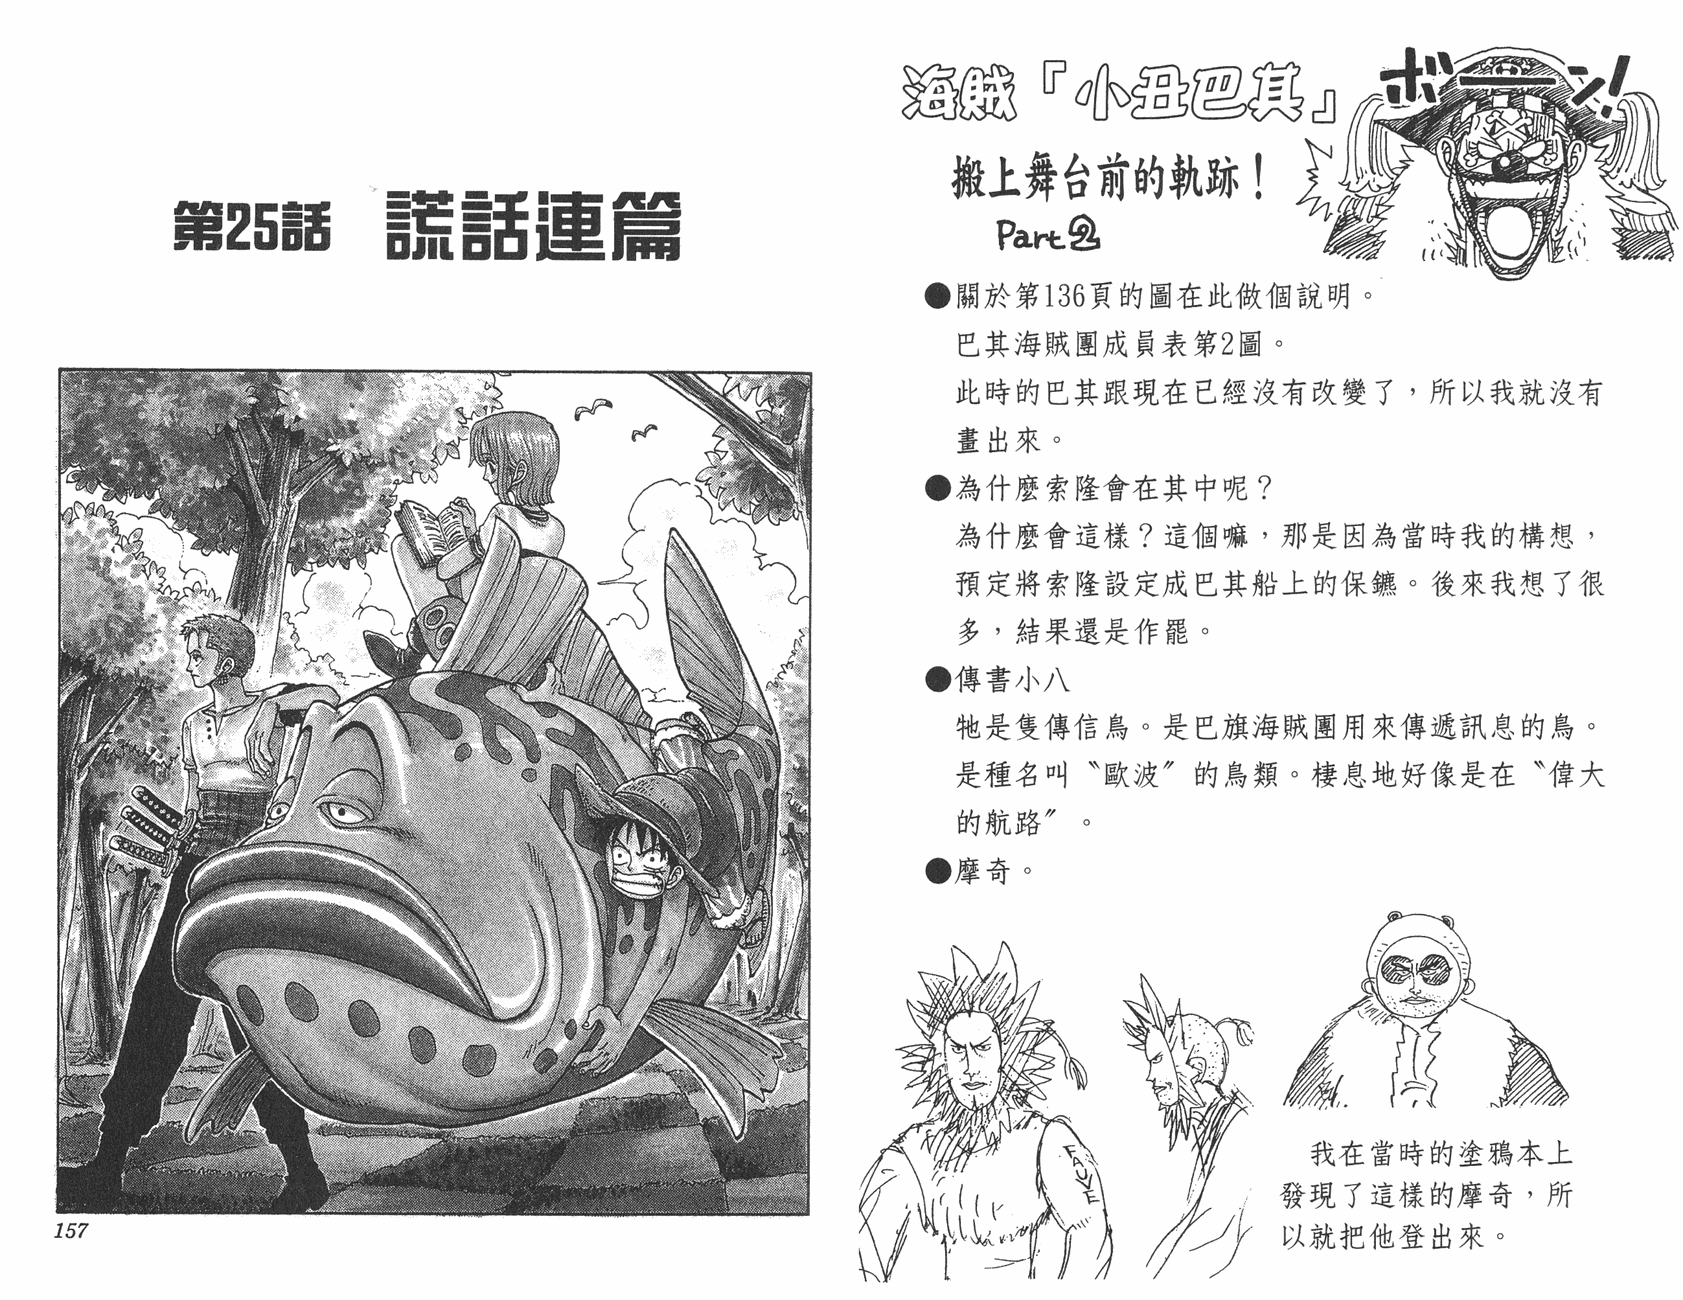 海賊「小丑巴其」
ボーン!
搬上舞台前的軌跡!
Part②
●關於第136頁的圖在此做個說明。
巴其海賊團成員表第2圖。
此時的巴其跟現在已經沒有改變了，所以我就沒有
畫出來。
●為什麼索隆會在其中呢？
為什麼會這樣？這個嘛，那是因為當時我的構想，
預定將索隆設定成巴其船上的保鑣。後來我想了很
多，結果還是作罷。
●傳書小八
牠是隻傳信鳥。是巴旗海賊團用來傳遞訊息的鳥。
是種名叫〝歐波〞的鳥類。棲息地好像是在〝偉大
的航路〞。
●摩奇。
FAUVE
我在當時的塗鴉本上
發現了這樣的摩奇，所
以就把他登出來。
第25話　謊話連篇
157